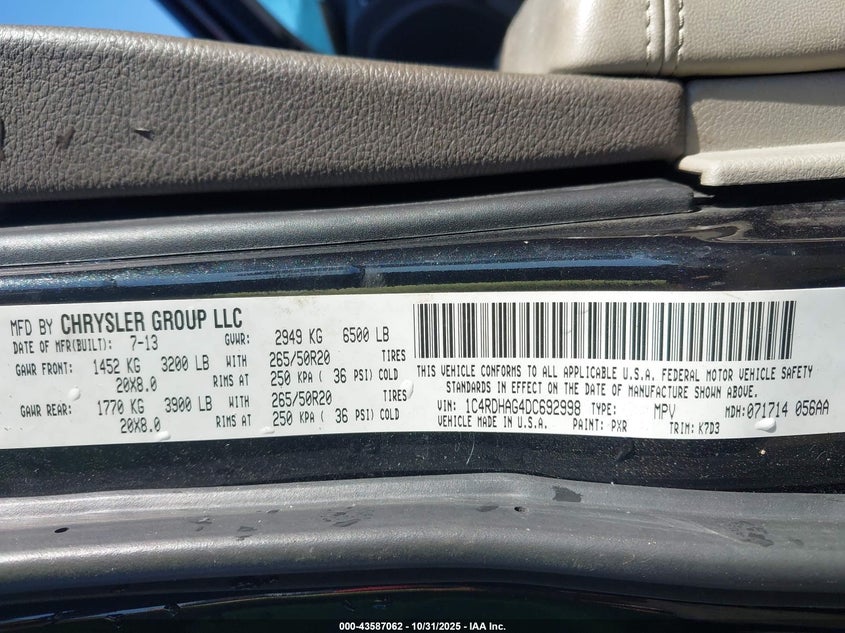 MFD BY CHRYSLER GROUP LLC
DATE OF MFR(BUILT): 7-13 GVWR: 2949 KG 6500 LB
GAWR FRONT: 1452 KG 3200 LB WITH 265/50R20 TIRES
20X8.0 RIMS AT 250 KPA ( 36 PSI) COLD
GAWR REAR: 1770 KG 3900 LB WITH 265/50R20 TIRES
20X8.0 RIMS AT 250 KPA ( 36 PSI) COLD
THIS VEHICLE CONFORMS TO ALL APPLICABLE U.S.A. FEDERAL MOTOR VEHICLE SAFETY
STANDARDS IN EFFECT ON THE DATE OF MANUFACTURE SHOWN ABOVE.
VIN: 1C4RDHAG4DC692998 TYPE: MPV MDH: 071714 056AA
VEHICLE MADE IN U.S.A. PAINT: PXR TRIM: K7D3
000-43587062 - 10/31/2025 - IAA Inc.